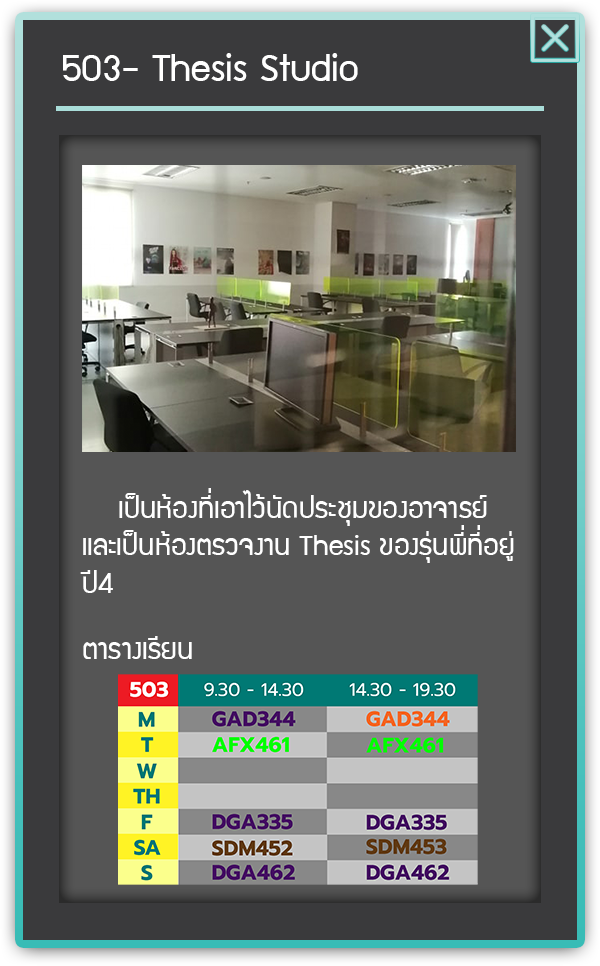 503- Thesis Studio
เป็นห้องที่เอาไว้นัดประชุมของอาจารย์
และเป็นห้องตรวจงาน Thesis ของรุ่นพี่ที่อยู่
ปี4
ตารางเรียน
503 9.30 - 14.30 14.30 - 19.30
M GAD344 GAD344
T AFX461 AFX461
W
TH
F DGA335 DGA335
SA SDM452 SDM453
S DGA462 DGA462